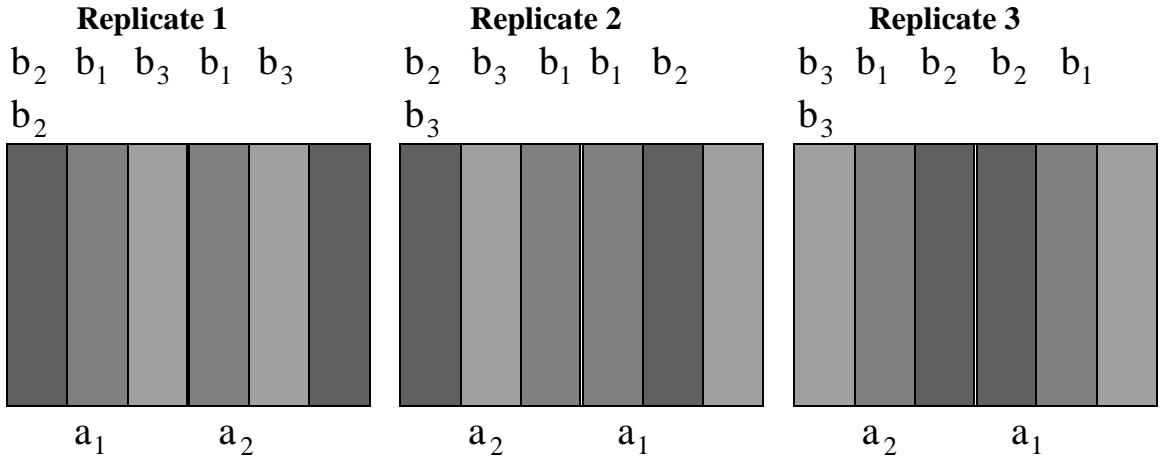 Replicate 1 Replicate 2 Replicate 3
b₂ b₁ b₃ b₁ b₃ b₂ b₃ b₁ b₁ b₂ b₃ b₁ b₂ b₂ b₁
b₂ b₃ b₃
a₁ a₂ a₂ a₁ a₂ a₁